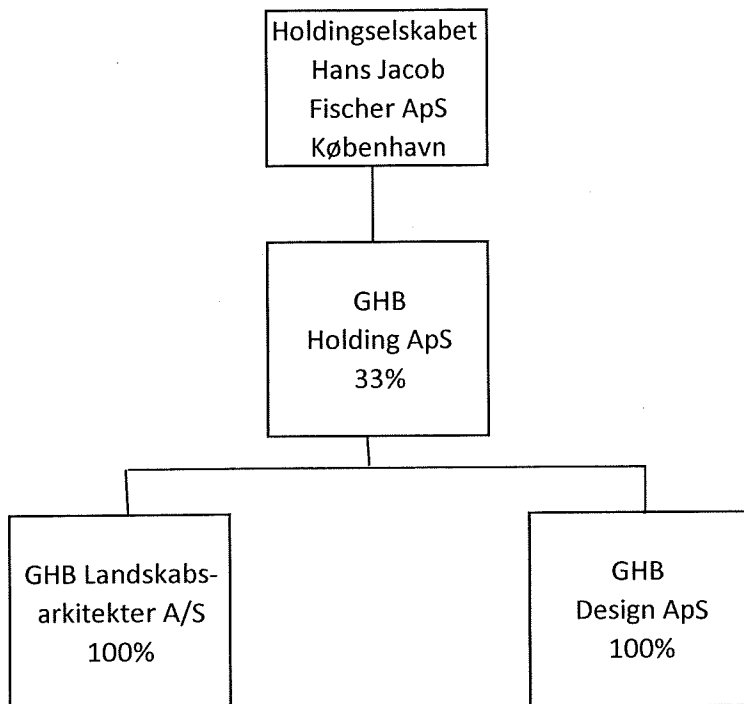 Holdingselskabet
Hans Jacob
Fischer ApS
København
GHB
Holding ApS
33%
GHB Landskabs-
arkitekter A/S
100%
GHB
Design ApS
100%